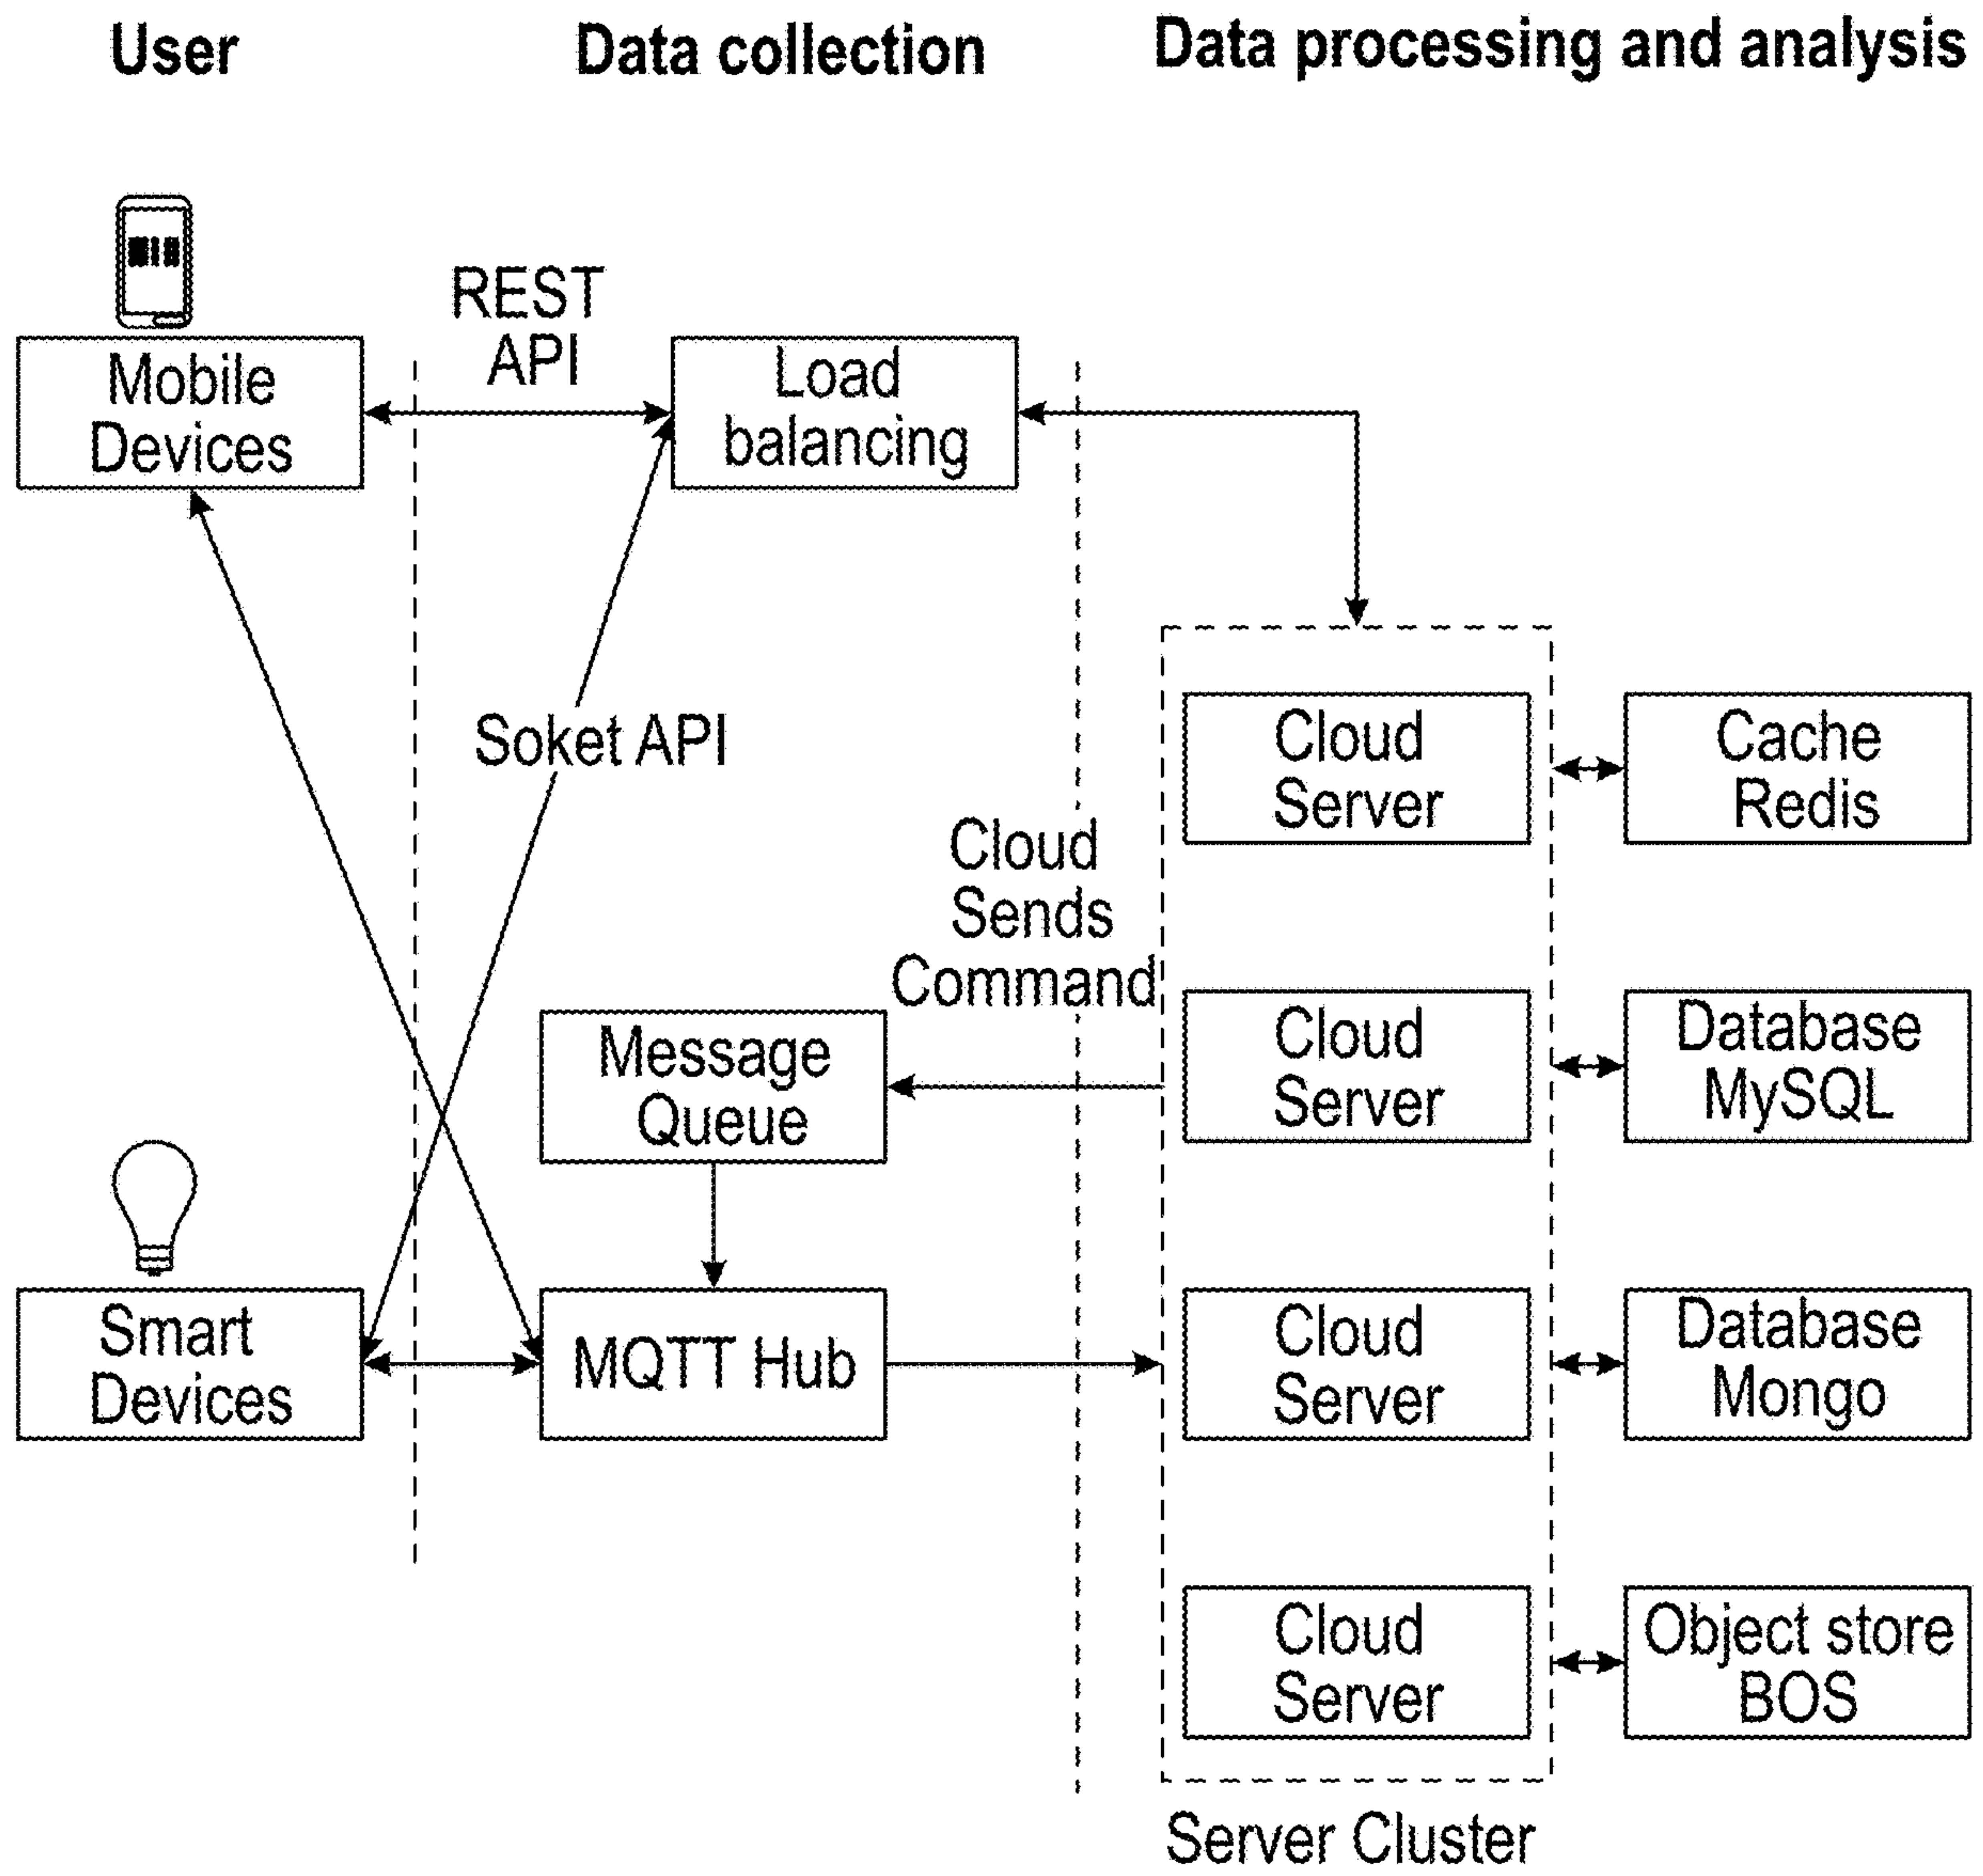 User
Data collection
Data processing and analysis
REST
API
Mobile
Devices
Load
balancing
Soket API
Cloud
Server
Cache
Redis
Cloud
Sends
Command
Message
Queue
Cloud
Server
Database
MySQL
Smart
Devices
MQTT Hub
Cloud
Server
Database
Mongo
Cloud
Server
Object store
BOS
Server Cluster